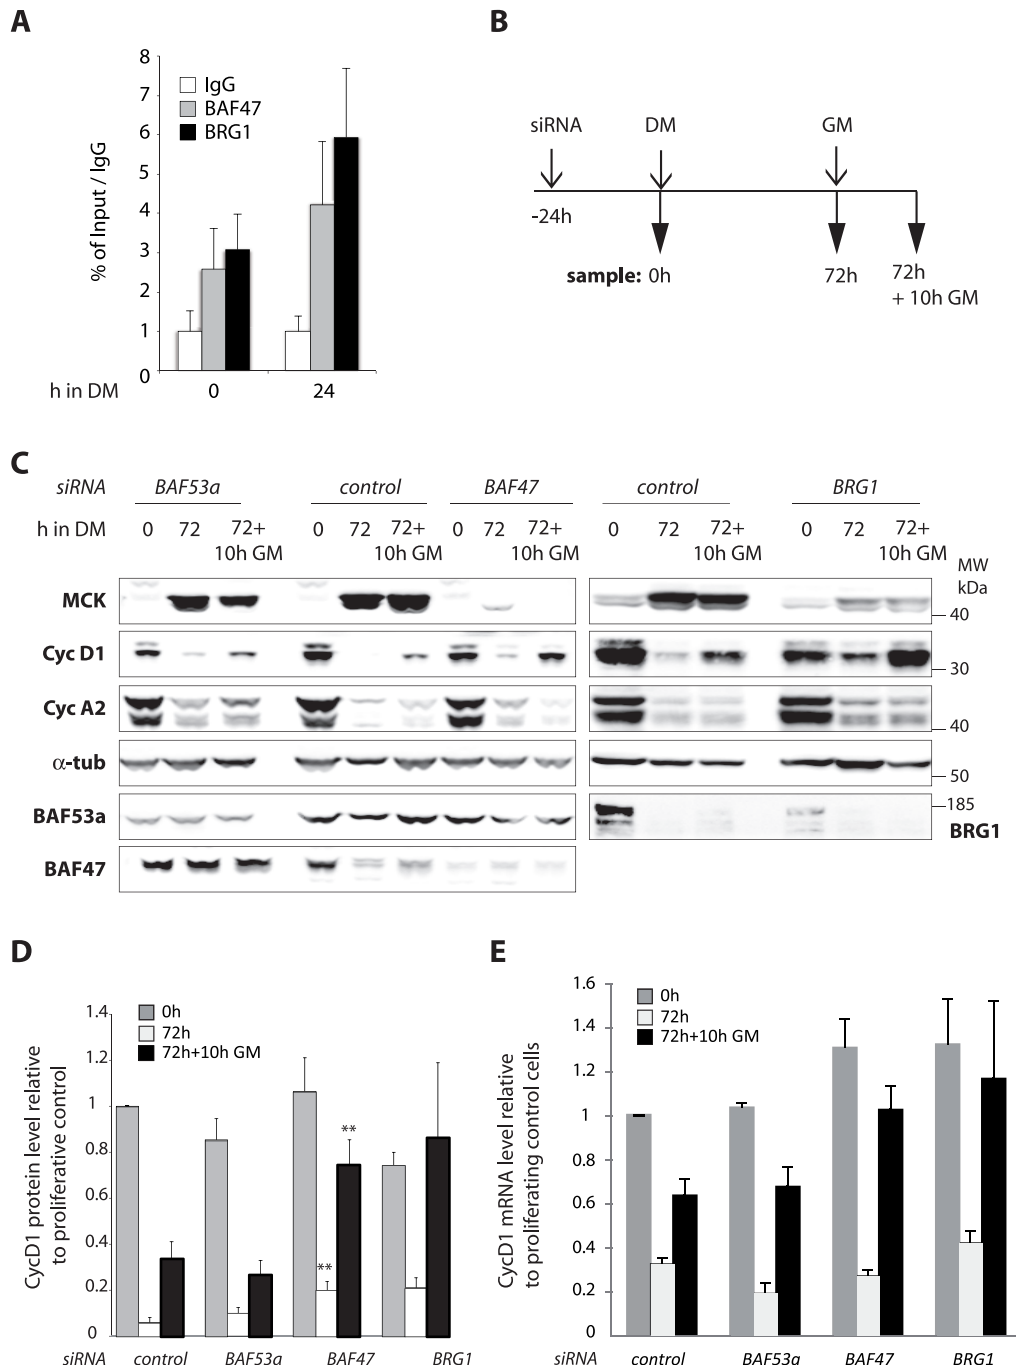 A
8
7
6
5
4
3
2
1
0
% of Input / IgG
IgG
BAF47
BRG1
h in DM
0
24
B
siRNA
DM
GM
-24h
sample: 0h
72h
72h
+ 10h GM
C
siRNA
BAF53a
control
BAF47
control
BRG1
h in DM
0 72 72+
10h GM
0 72 72+
10h GM
0 72 72+
10h GM
0 72 72+
10h GM
0 72 72+
10h GM
MW
kDa
MCK
40
Cyc D1
30
Cyc A2
40
α-tub
50
BAF53a
185
BRG1
BAF47
D
CycD1 protein level relative
to proliferative control
1.4
1.2
1
0.8
0.6
0.4
0.2
0
0h
72h
72h+10h GM
**
**
siRNA control BAF53a BAF47 BRG1
E
CycD1 mRNA level relative
to proliferating control cells
1.6
1.4
1.2
1
0.8
0.6
0.4
0.2
0
0h
72h
72h+10h GM
siRNA control BAF53a BAF47 BRG1